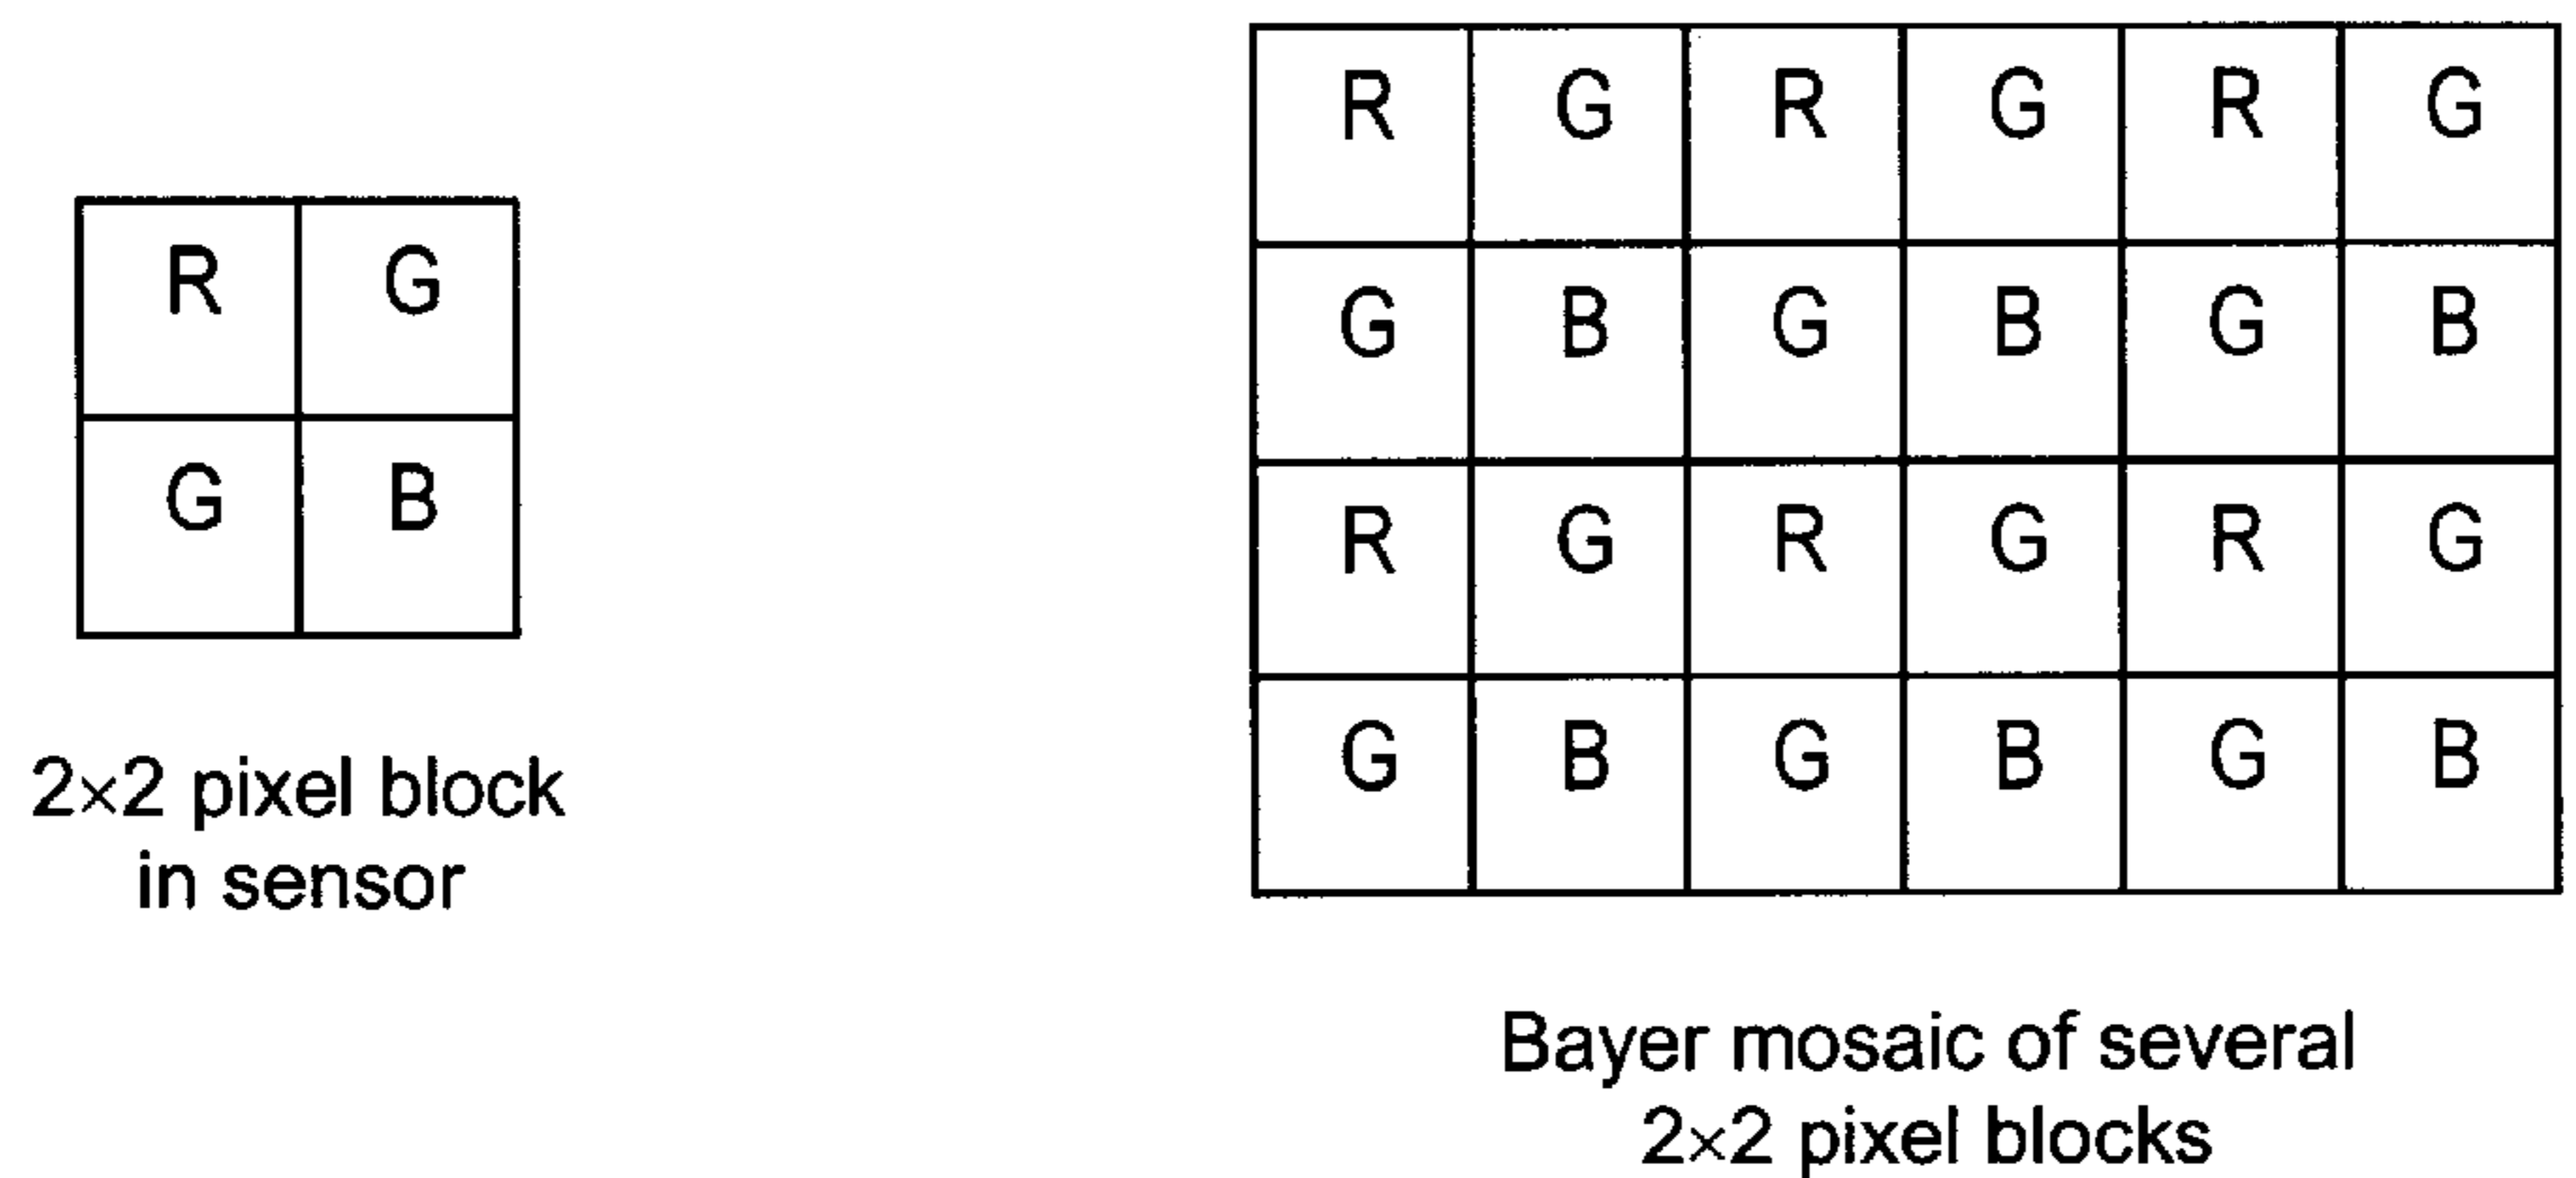 R G
G B
2×2 pixel block
in sensor
R G R G R G
G B G B G B
R G R G R G
G B G B G B
Bayer mosaic of several
2×2 pixel blocks